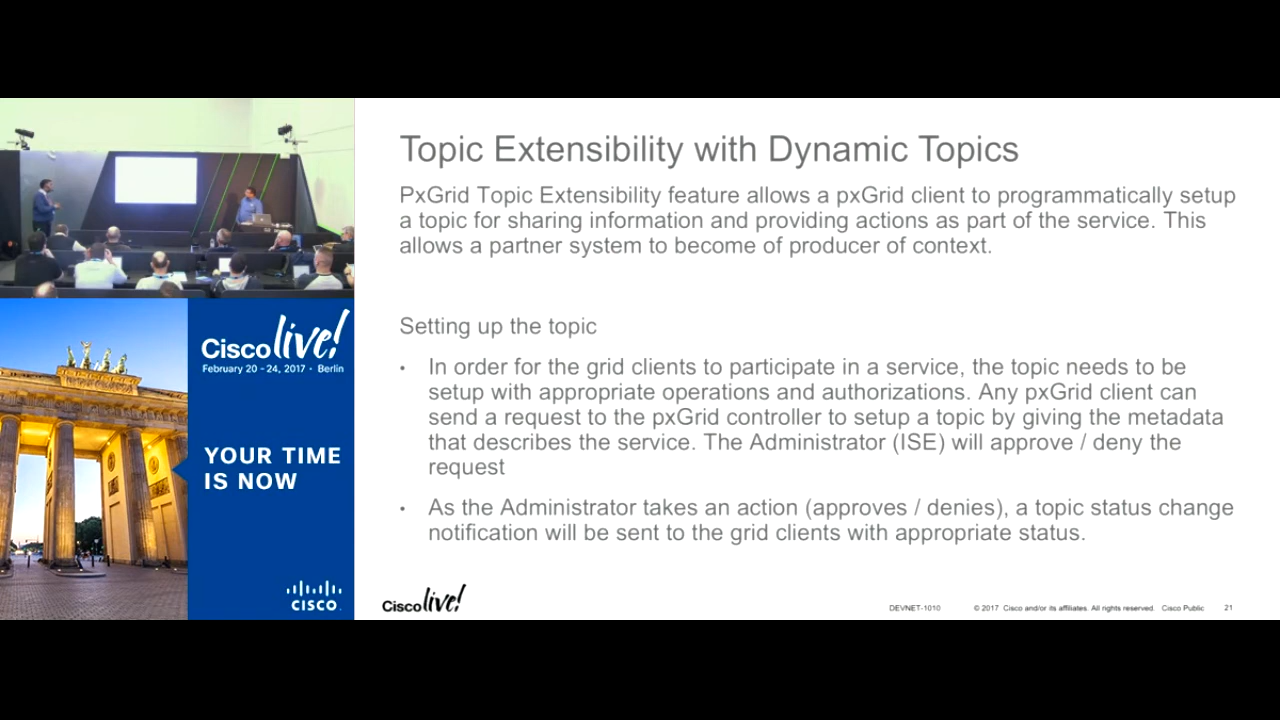 Topic Extensibility with Dynamic Topics
PxGrid Topic Extensibility feature allows a pxGrid client to programmatically setup
a topic for sharing information and providing actions as part of the service. This
allows a partner system to become of producer of context.
Setting up the topic
• In order for the grid clients to participate in a service, the topic needs to be
setup with appropriate operations and authorizations. Any pxGrid client can
send a request to the pxGrid controller to setup a topic by giving the metadata
that describes the service. The Administrator (ISE) will approve / deny the
request
• As the Administrator takes an action (approves / denies), a topic status change
notification will be sent to the grid clients with appropriate status.
Cisco live!
February 20 - 24, 2017 • Berlin
YOUR TIME
IS NOW
CISCO.
Cisco live!
DEVNET-1010 © 2017 Cisco and/or its affiliates. All rights reserved. Cisco Public 21